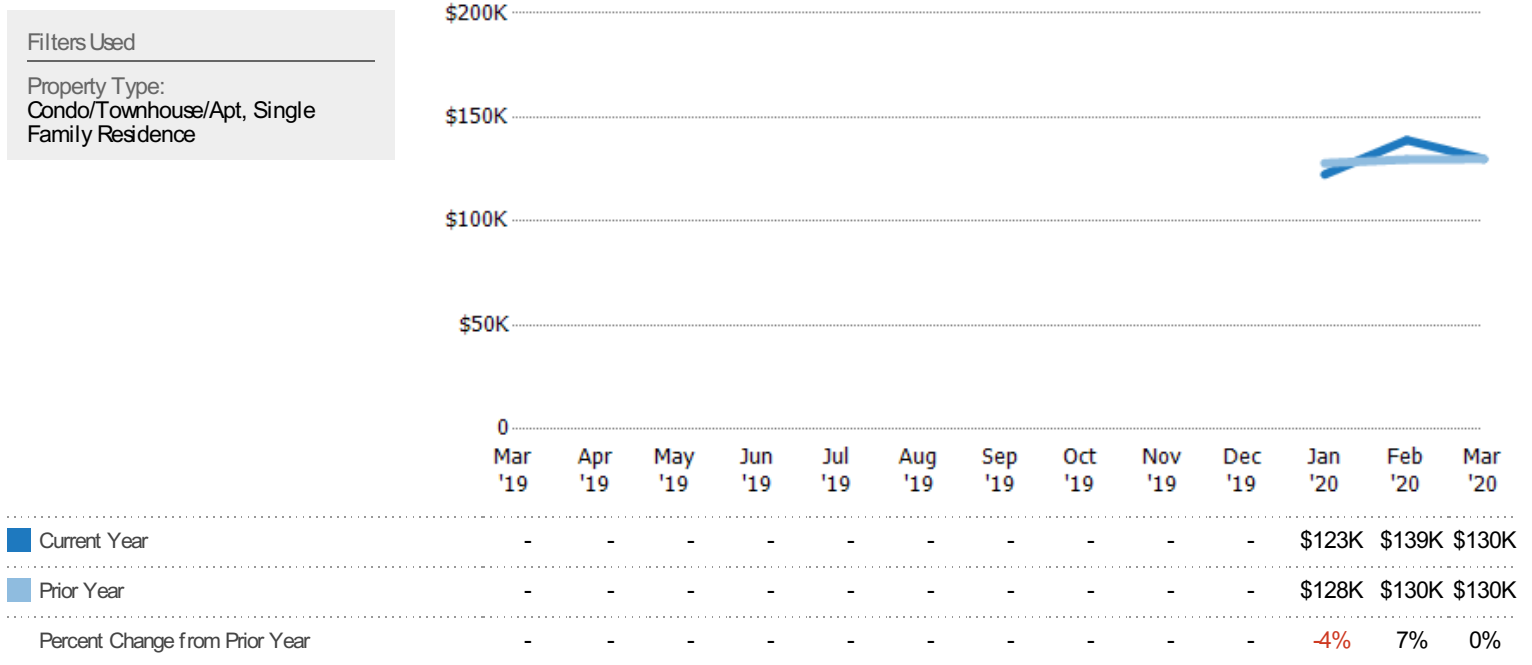 Filters Used
Property Type:
Condo/Townhouse/Apt, Single
Family Residence
$200K
$150K
$100K
$50K
0
Mar Apr May Jun Jul Aug Sep Oct Nov Dec Jan Feb Mar
'19 '19 '19 '19 '19 '19 '19 '19 '19 '19 '20 '20 '20
Current Year - - - - - - - - - - $123K $139K $130K
Prior Year - - - - - - - - - - $128K $130K $130K
Percent Change from Prior Year - - - - - - - - - - -4% 7% 0%